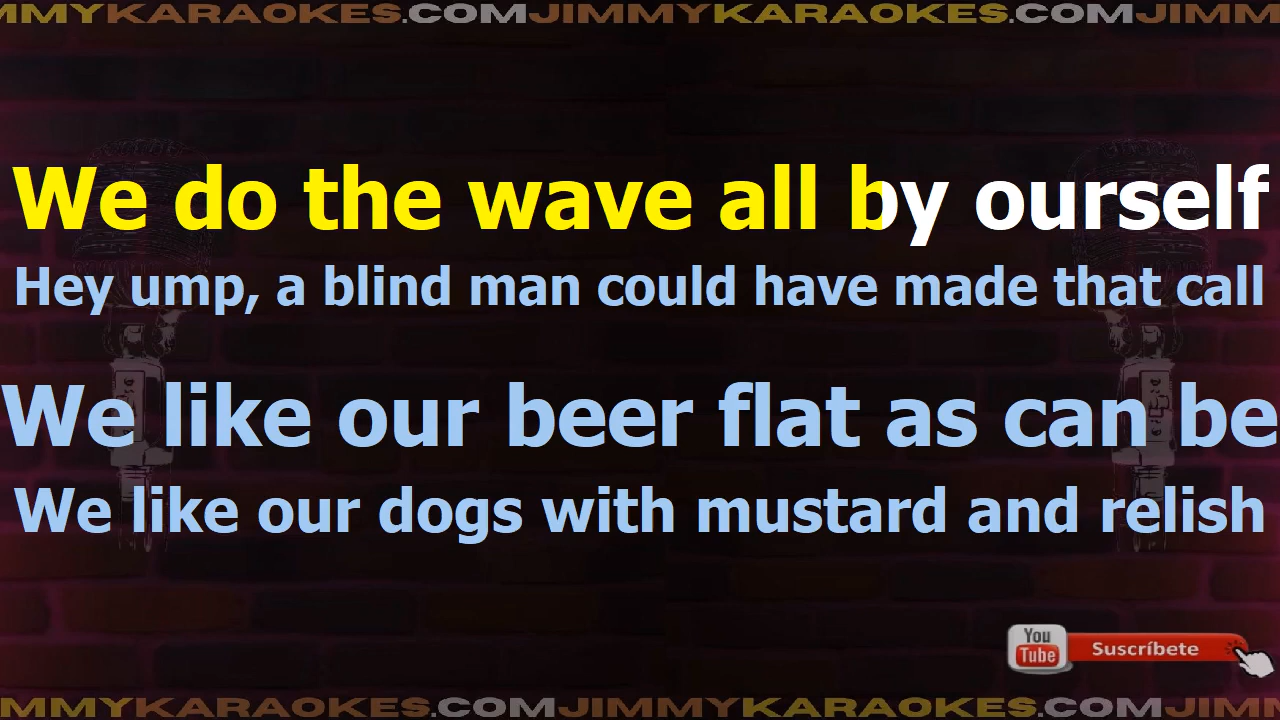 JIMMYKARAOKES.COMJIMMYKARAOKES.COMJIMM
We do the wave all by ourself
Hey ump, a blind man could have made that call
We like our beer flat as can be
We like our dogs with mustard and relish
You
Tube
Suscríbete
IMMYKARAOKES.COMJIMMYKARAOKES.COMJIMM